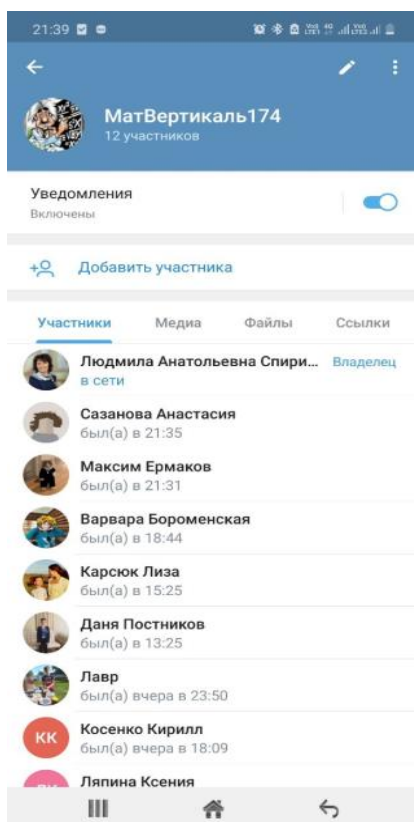 21:39
МатВертикаль174
12 участников
Уведомления
Включены
Добавить участника
Участники Медиа Файлы Ссылки
Людмила Анатольевна Спири... Владелец
в сети
Сазанова Анастасия
был(а) в 21:35
Максим Ермаков
был(а) в 21:31
Варвара Бороменская
был(а) в 18:44
Карсюк Лиза
был(а) в 15:25
Даня Постников
был(а) в 13:25
Лавр
был(а) вчера в 23:50
КК
Косенко Кирилл
был(а) вчера в 18:09
Ляпина Ксения